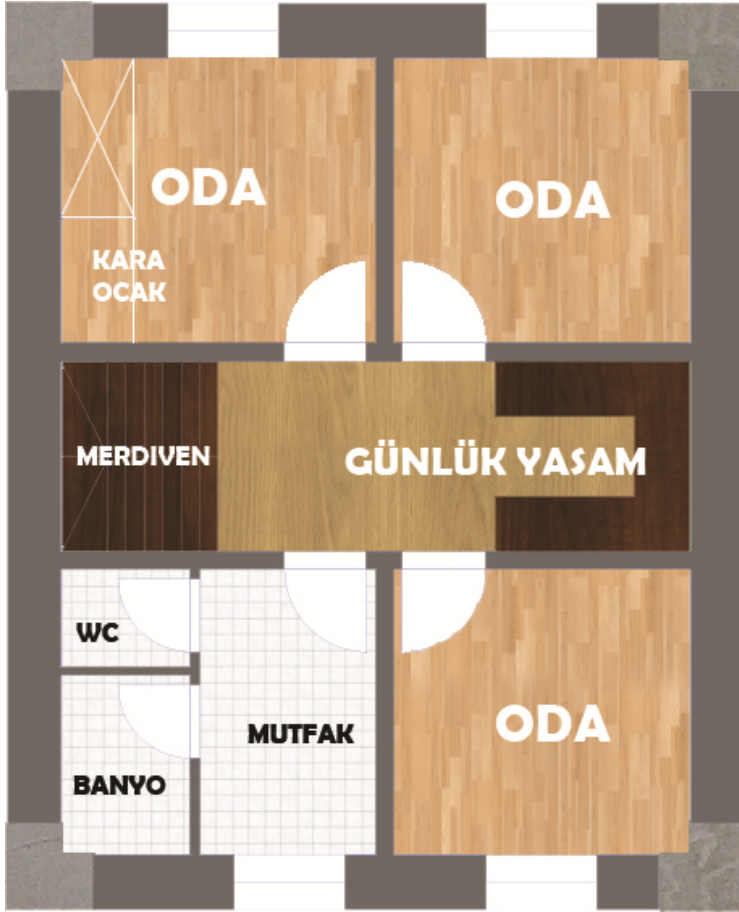 ODA
ODA
KARA
OCAK
MERDIVEN
GÜNLÜK YASAM
WC
MUTFAK
ODA
BANYO